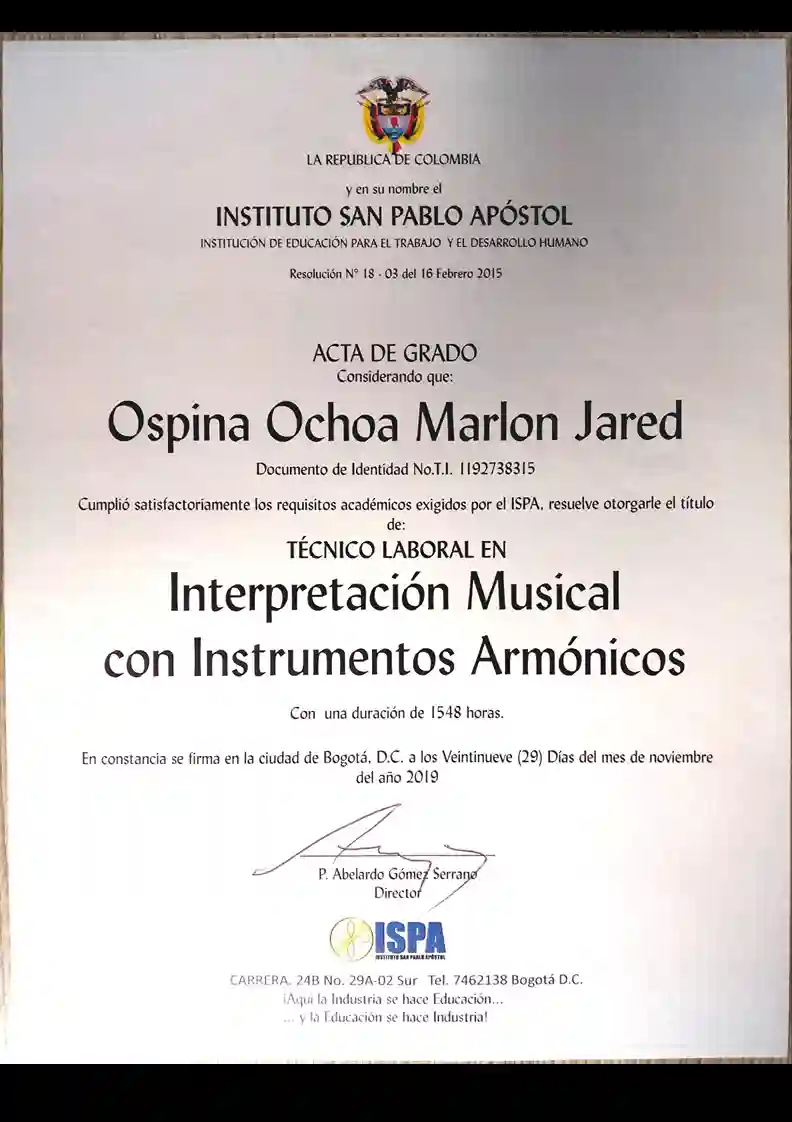 LA REPUBLICA DE COLOMBIA
y en su nombre el
INSTITUTO SAN PABLO APÓSTOL
INSTITUCIÓN DE EDUCACIÓN PARA EL TRABAJO Y EL DESARROLLO HUMANO
Resolución N° 18 - 03 del 16 Febrero 2015
ACTA DE GRADO
Considerando que:
Ospina Ochoa Marlon Jared
Documento de Identidad No.T.I. 1192738315
Cumplió satisfactoriamente los requisitos académicos exigidos por el ISPA, resuelve otorgarle el título
de:
TÉCNICO LABORAL EN
Interpretación Musical
con Instrumentos Armónicos
Con una duración de 1548 horas.
En constancia se firma en la ciudad de Bogotá, D.C. a los Veintinueve (29) Días del mes de noviembre
del año 2019
P. Abelardo Gómez Serrano
Director
ISPA
INSTITUTO SAN PABLO APÓSTOL
CARRERA. 24B No. 29A-02 Sur Tel. 7462138 Bogotá D.C.
¡Aqui la Industria se hace Educación...
... y la Educación se hace Industria!